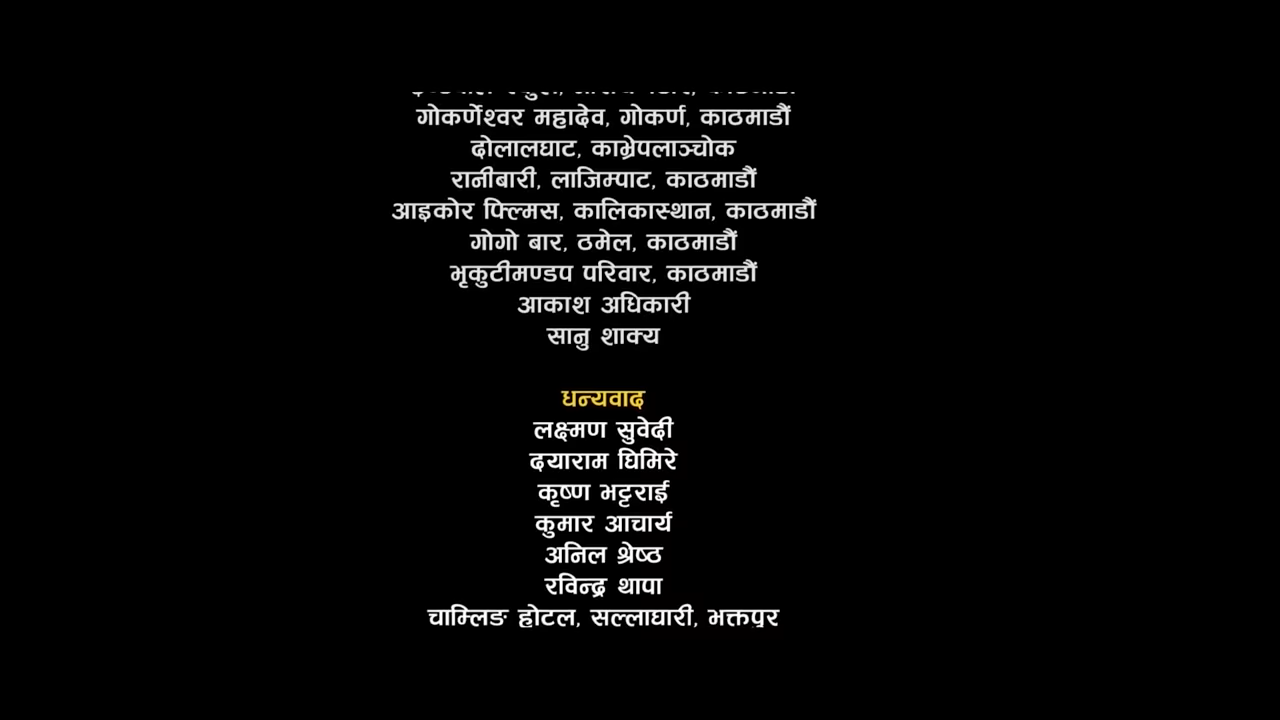 गोकर्णेश्वर महादेव, गोकर्ण, काठमाडौं
दोलालघाट, काभ्रेपलाञ्चोक
रानीबारी, लाजिम्पाट, काठमाडौं
आइकोर फिल्मस, कालिकास्थान, काठमाडौं
गोगो बार, ठमेल, काठमाडौं
भृकुटीमण्डप परिवार, काठमाडौं
आकाश अधिकारी
सानु शाक्य
धन्यवाद
लक्ष्मण सुवेदी
दयाराम घिमिरे
कृष्ण भट्टराई
कुमार आचार्य
अनिल श्रेष्ठ
रविन्द्र थापा
चाम्लिङ होटल, सल्लाघारी, भक्तपुर